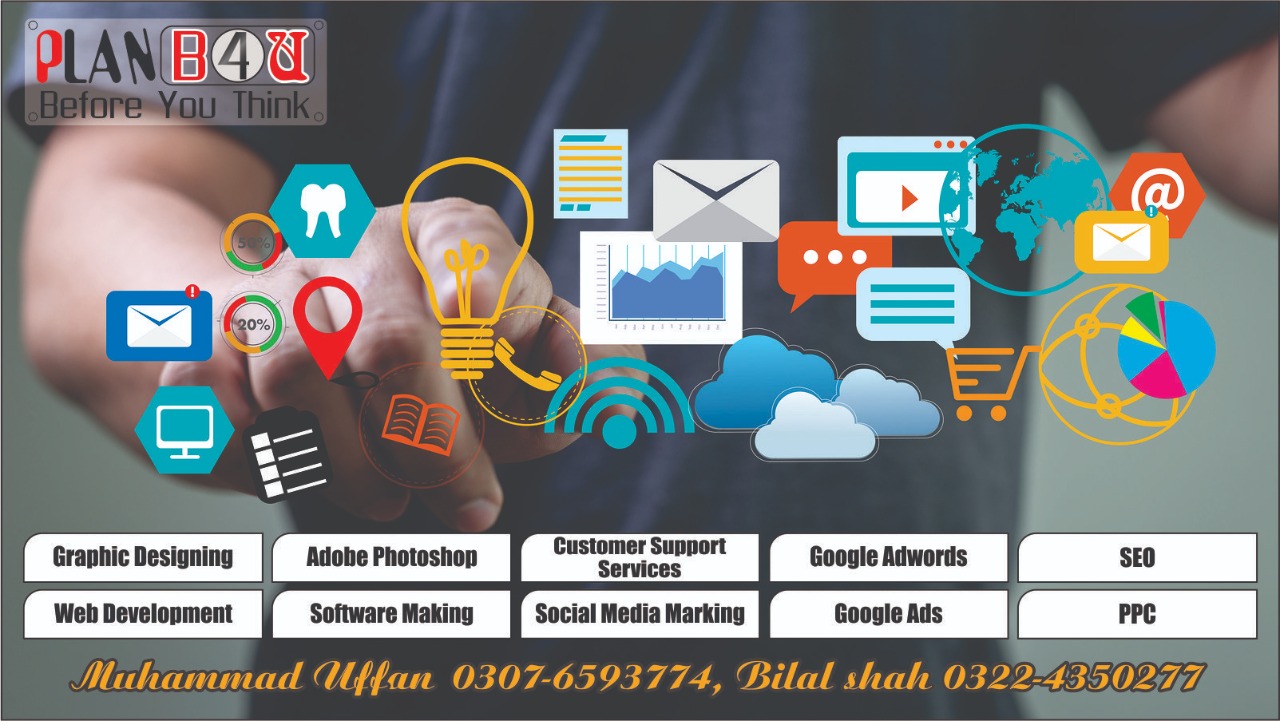 PLAN B4U
Before You Think
50%
20%
@
Graphic Designing
Adobe Photoshop
Customer Support
Services
Google Adwords
SEO
Web Development
Software Making
Social Media Marking
Google Ads
PPC
Muhammad Uffan 0307-6593774, Bilal shah 0322-4350277